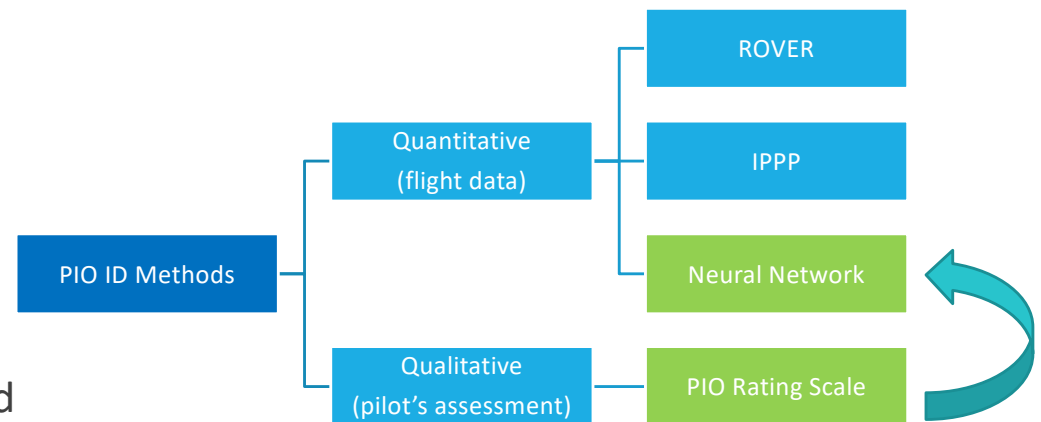 ROVER
Quantitative
(flight data)
IPPP
PIO ID Methods
Neural Network
Qualitative
(pilot's assessment)
PIO Rating Scale
d